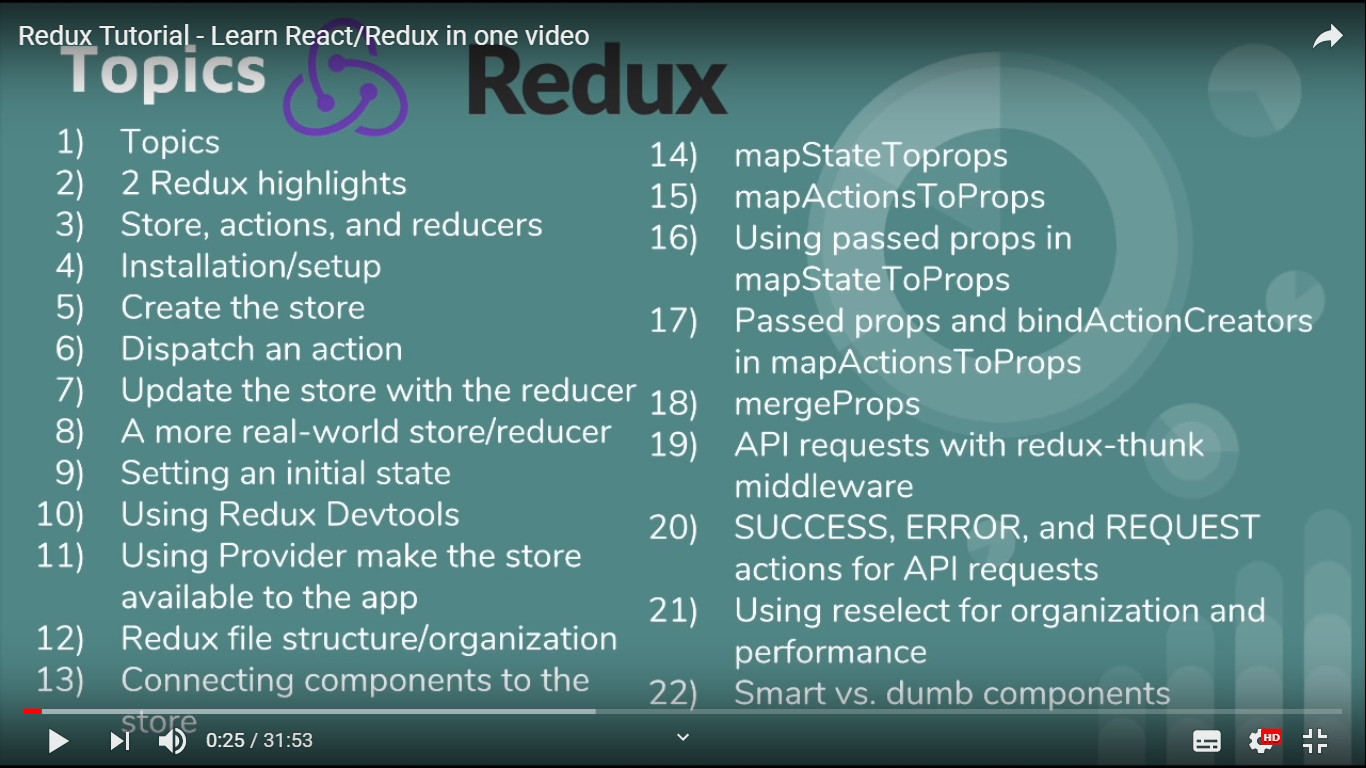 Redux Tutorial - Learn React/Redux in one video
Topics
Redux
1) Topics
2) 2 Redux highlights
3) Store, actions, and reducers
4) Installation/setup
5) Create the store
6) Dispatch an action
7) Update the store with the reducer
8) A more real-world store/reducer
9) Setting an initial state
10) Using Redux Devtools
11) Using Provider make the store
available to the app
12) Redux file structure/organization
13) Connecting components to the
store
14) mapStateToprops
15) mapActionsToProps
16) Using passed props in
mapStateToProps
17) Passed props and bindActionCreators
in mapActionsToProps
18) mergeProps
19) API requests with redux-thunk
middleware
20) SUCCESS, ERROR, and REQUEST
actions for API requests
21) Using reselect for organization and
performance
22) Smart vs. dumb components
0:25 / 31:53
HD